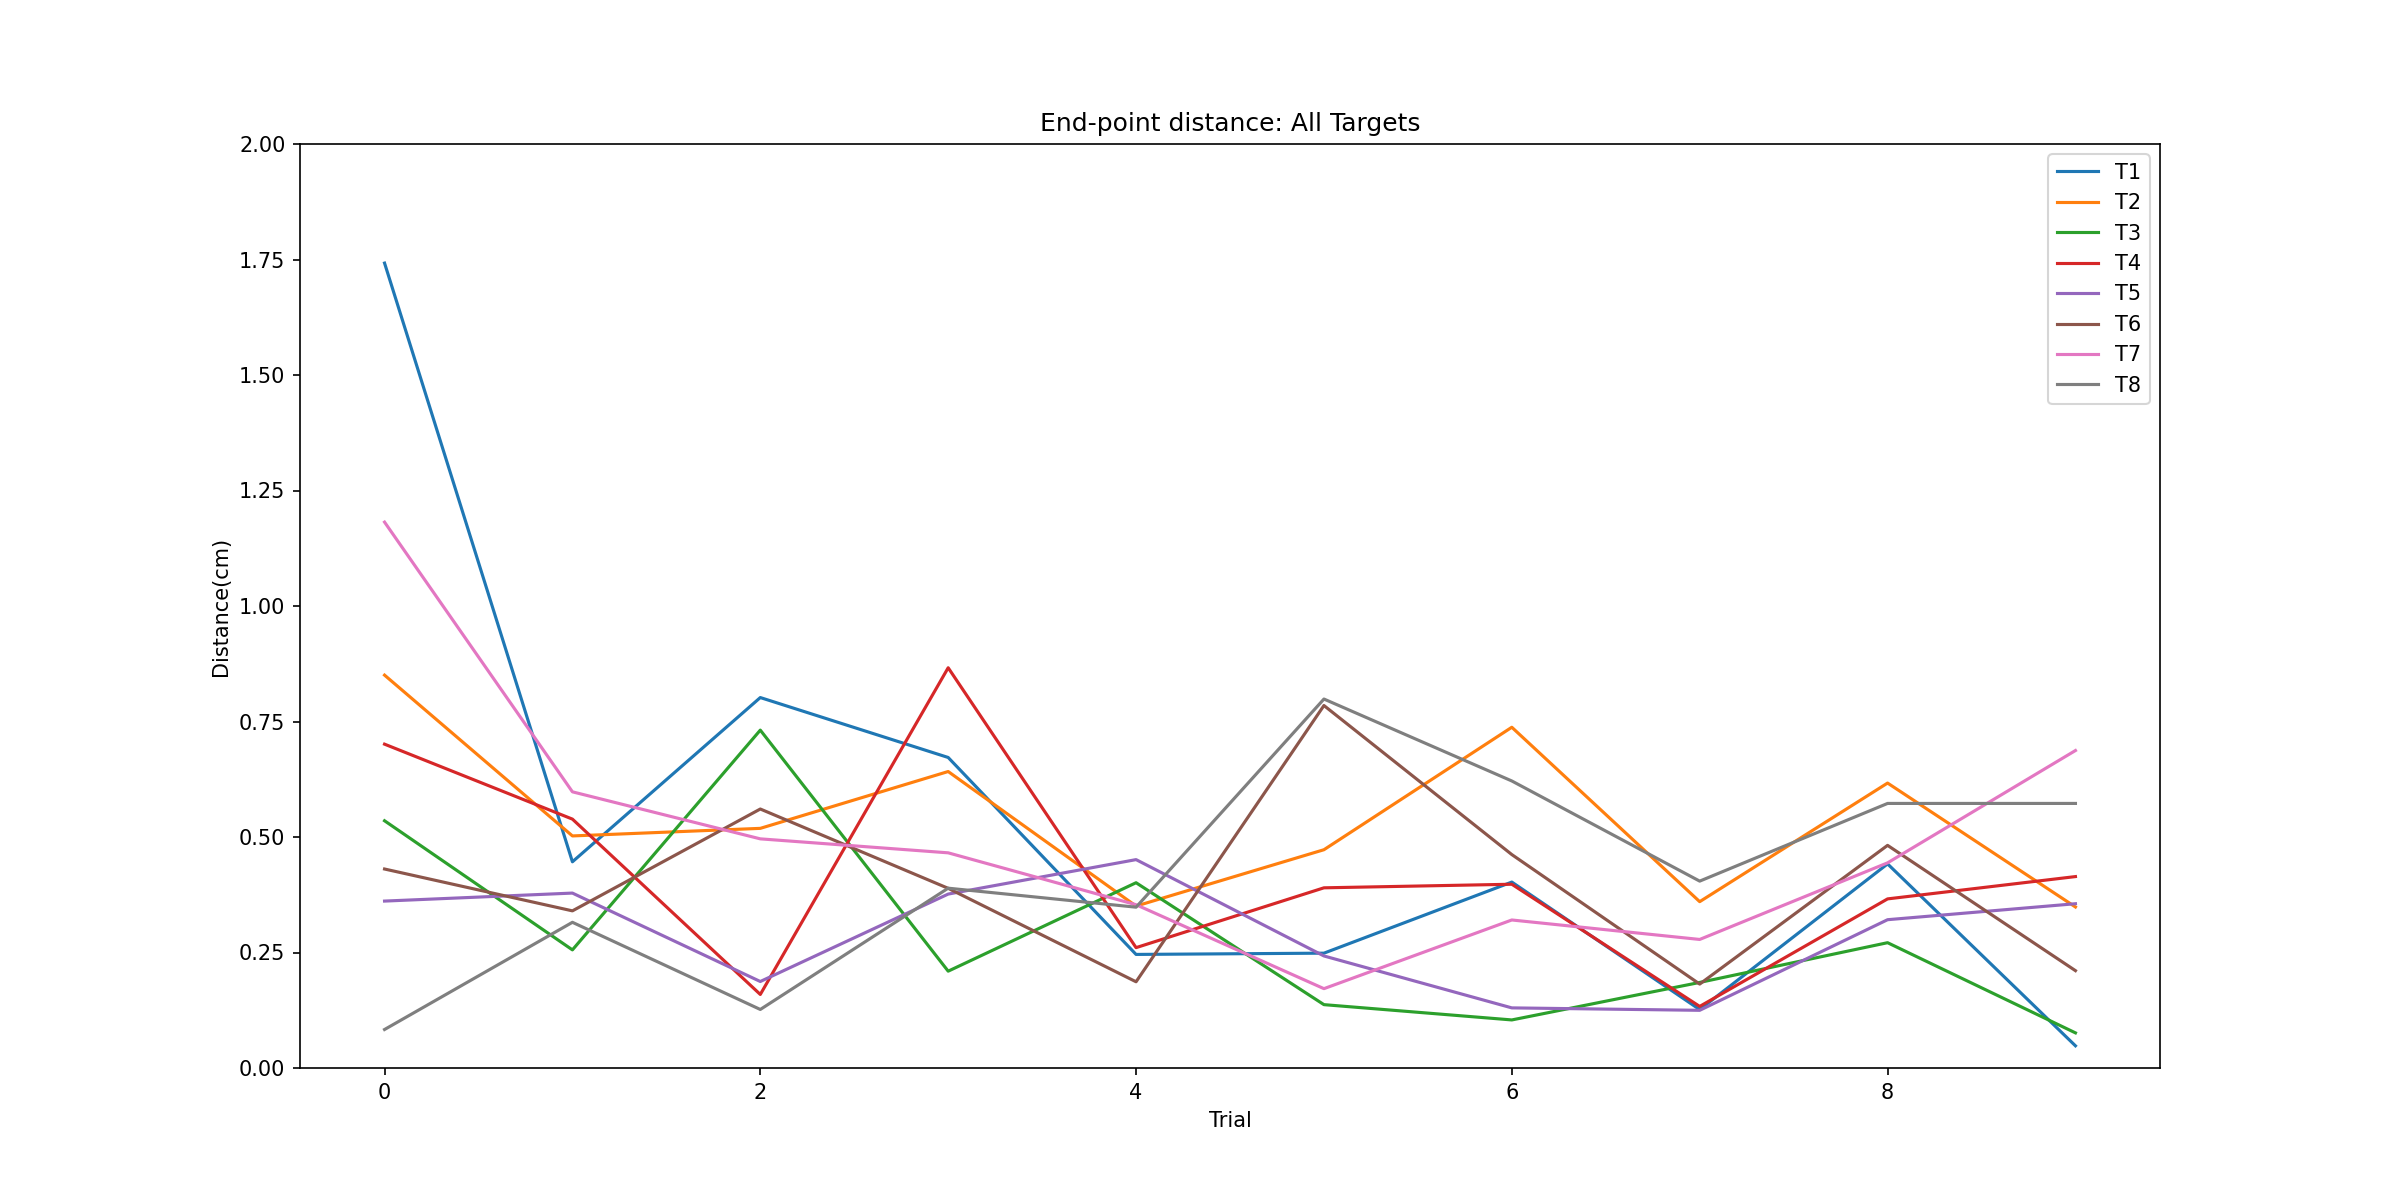 End-point distance: All Targets
2.00
1.75
1.50
1.25
1.00
0.75
0.50
0.25
0.00
Distance(cm)
0 2 4 6 8
Trial
T1
T2
T3
T4
T5
T6
T7
T8